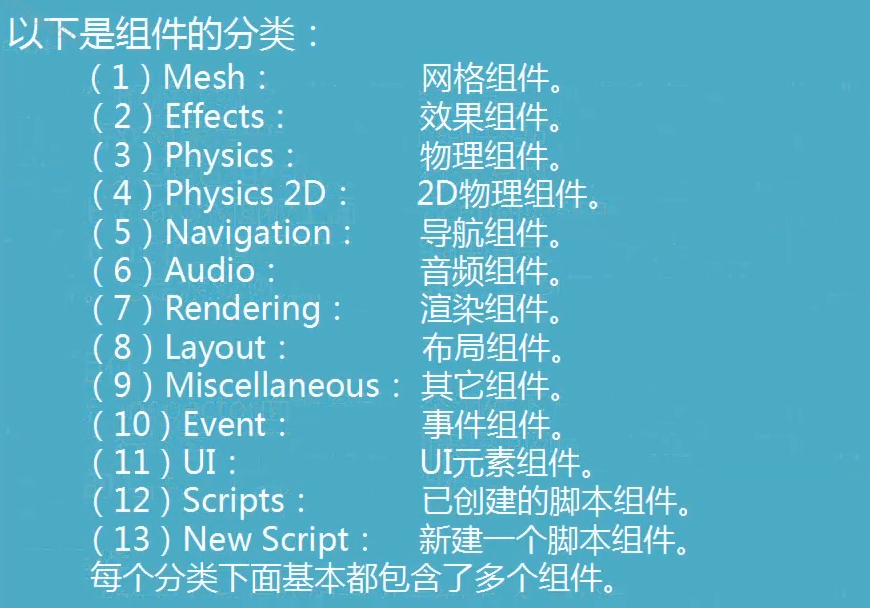 以下是组件的分类：
（1）Mesh： 网格组件。
（2）Effects： 效果组件。
（3）Physics： 物理组件。
（4）Physics 2D： 2D物理组件。
（5）Navigation： 导航组件。
（6）Audio： 音频组件。
（7）Rendering： 渲染组件。
（8）Layout： 布局组件。
（9）Miscellaneous： 其它组件。
（10）Event： 事件组件。
（11）UI： UI元素组件。
（12）Scripts： 已创建的脚本组件。
（13）New Script： 新建一个脚本组件。
每个分类下面基本都包含了多个组件。